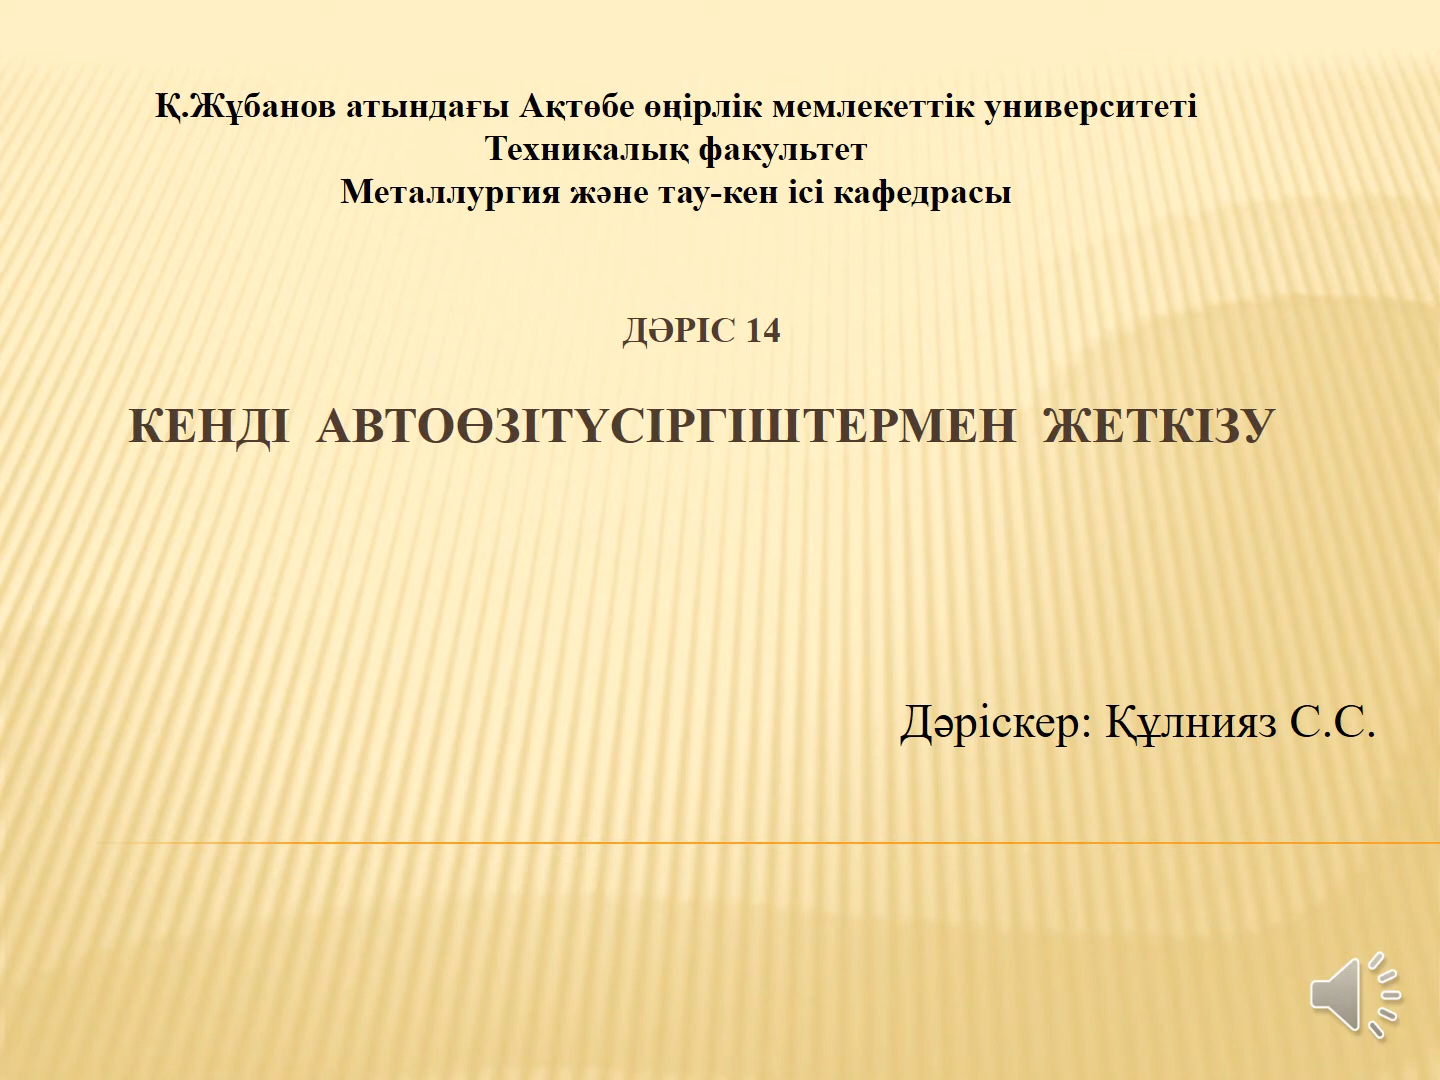 Қ.Жұбанов атындағы Ақтөбе өңірлік мемлекеттік университеті
Техникалық факультет
Металлургия және тау-кен ісі кафедрасы
ДӘРІС 14
КЕНДІ АВТОӨЗІТҮСІРГІШТЕРМЕН ЖЕТКІЗУ
Дәріскер: Құлнияз С.С.